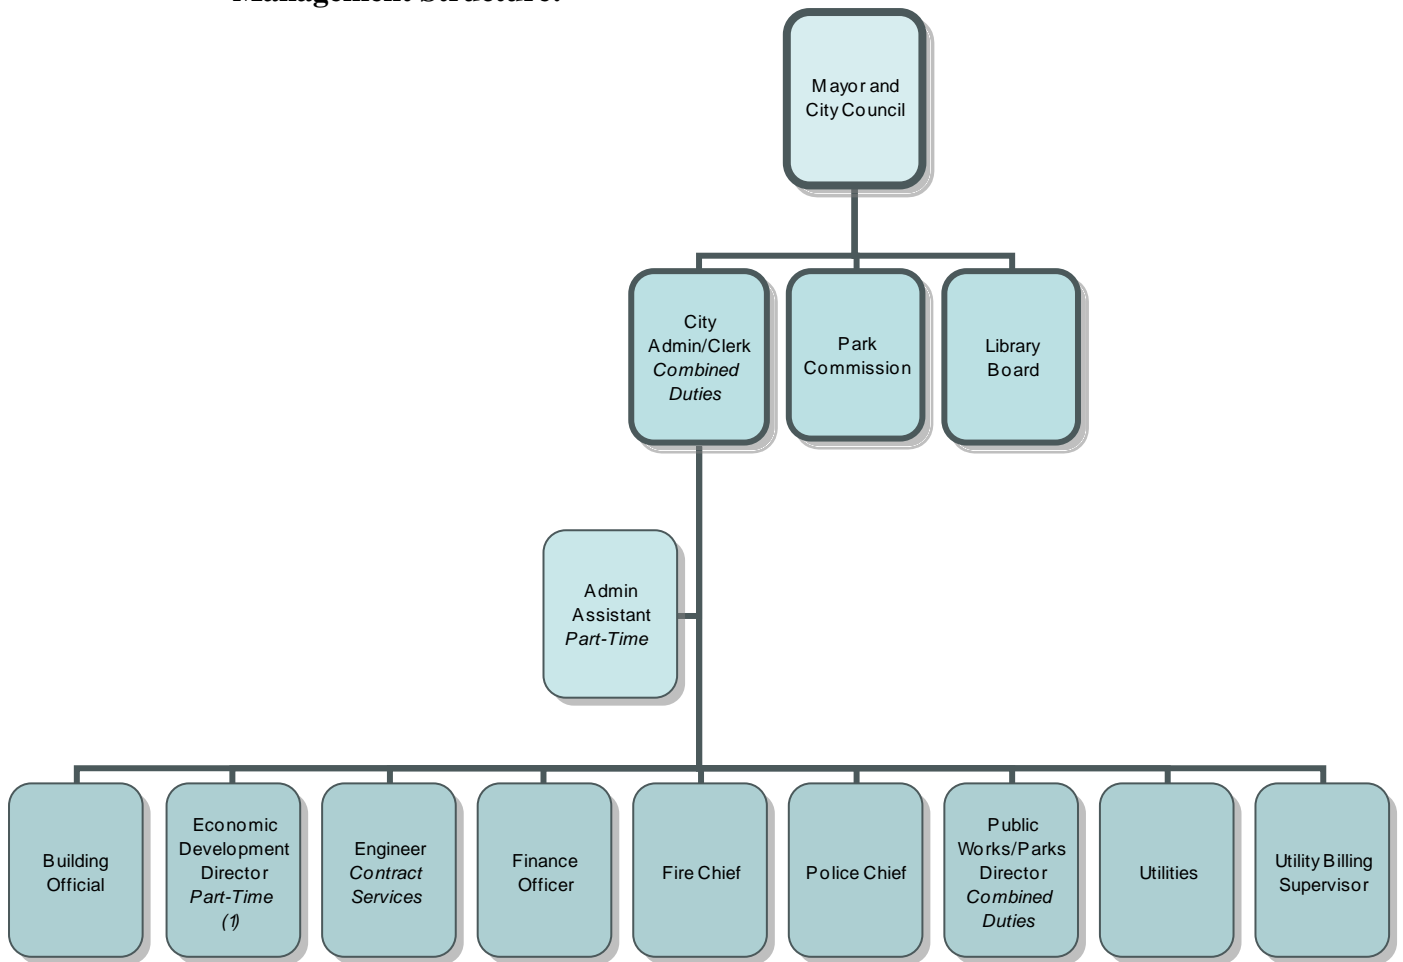 Management Structure.
Mayor and
City Council
City
Admin/Clerk
Combined
Duties
Park
Commission
Library
Board
Admin
Assistant
Part-Time
Building
Official
Economic
Development
Director
Part-Time
(1)
Engineer
Contract
Services
Finance
Officer
Fire Chief
Police Chief
Public
Works/Parks
Director
Combined
Duties
Utilities
Utility Billing
Supervisor